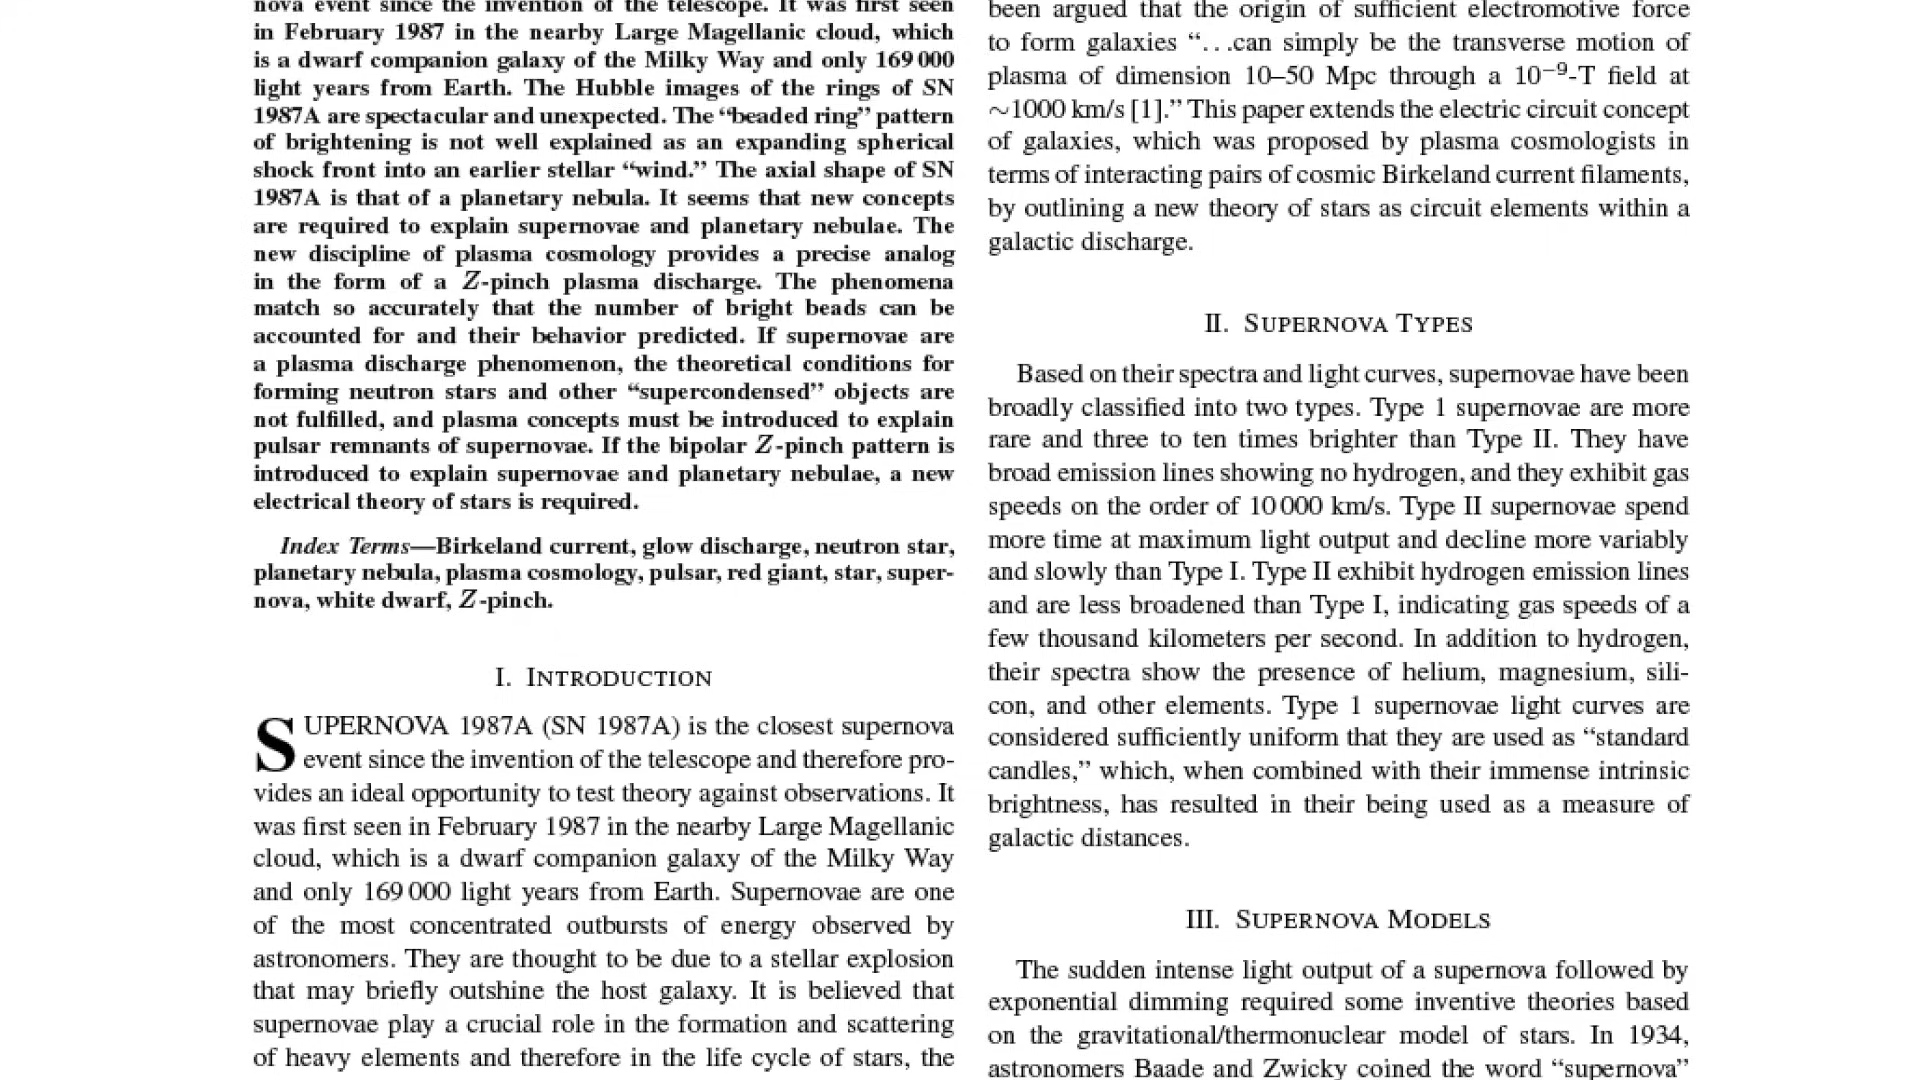 nova event since the invention of the telescope. It was first seen
in February 1987 in the nearby Large Magellanic cloud, which
is a dwarf companion galaxy of the Milky Way and only 169 000
light years from Earth. The Hubble images of the rings of SN
1987A are spectacular and unexpected. The “beaded ring” pattern
of brightening is not well explained as an expanding spherical
shock front into an earlier stellar “wind.” The axial shape of SN
1987A is that of a planetary nebula. It seems that new concepts
are required to explain supernovae and planetary nebulae. The
new discipline of plasma cosmology provides a precise analog
in the form of a Z-pinch plasma discharge. The phenomena
match so accurately that the number of bright beads can be
accounted for and their behavior predicted. If supernovae are
a plasma discharge phenomenon, the theoretical conditions for
forming neutron stars and other “supercondensed” objects are
not fulfilled, and plasma concepts must be introduced to explain
pulsar remnants of supernovae. If the bipolar Z-pinch pattern is
introduced to explain supernovae and planetary nebulae, a new
electrical theory of stars is required.
Index Terms—Birkeland current, glow discharge, neutron star,
planetary nebula, plasma cosmology, pulsar, red giant, star, super-
nova, white dwarf, Z-pinch.
I. INTRODUCTION
SUPERNOVA 1987A (SN 1987A) is the closest supernova
event since the invention of the telescope and therefore pro-
vides an ideal opportunity to test theory against observations. It
was first seen in February 1987 in the nearby Large Magellanic
cloud, which is a dwarf companion galaxy of the Milky Way
and only 169 000 light years from Earth. Supernovae are one
of the most concentrated outbursts of energy observed by
astronomers. They are thought to be due to a stellar explosion
that may briefly outshine the host galaxy. It is believed that
supernovae play a crucial role in the formation and scattering
of heavy elements and therefore in the life cycle of stars, the
been argued that the origin of sufficient electromotive force
to form galaxies “. . .can simply be the transverse motion of
plasma of dimension 10–50 Mpc through a 10⁻⁹-T field at
∼1000 km/s [1].” This paper extends the electric circuit concept
of galaxies, which was proposed by plasma cosmologists in
terms of interacting pairs of cosmic Birkeland current filaments,
by outlining a new theory of stars as circuit elements within a
galactic discharge.
II. SUPERNOVA TYPES
Based on their spectra and light curves, supernovae have been
broadly classified into two types. Type 1 supernovae are more
rare and three to ten times brighter than Type II. They have
broad emission lines showing no hydrogen, and they exhibit gas
speeds on the order of 10 000 km/s. Type II supernovae spend
more time at maximum light output and decline more variably
and slowly than Type I. Type II exhibit hydrogen emission lines
and are less broadened than Type I, indicating gas speeds of a
few thousand kilometers per second. In addition to hydrogen,
their spectra show the presence of helium, magnesium, sili-
con, and other elements. Type 1 supernovae light curves are
considered sufficiently uniform that they are used as “standard
candles,” which, when combined with their immense intrinsic
brightness, has resulted in their being used as a measure of
galactic distances.
III. SUPERNOVA MODELS
The sudden intense light output of a supernova followed by
exponential dimming required some inventive theories based
on the gravitational/thermonuclear model of stars. In 1934,
astronomers Baade and Zwicky coined the word “supernova”